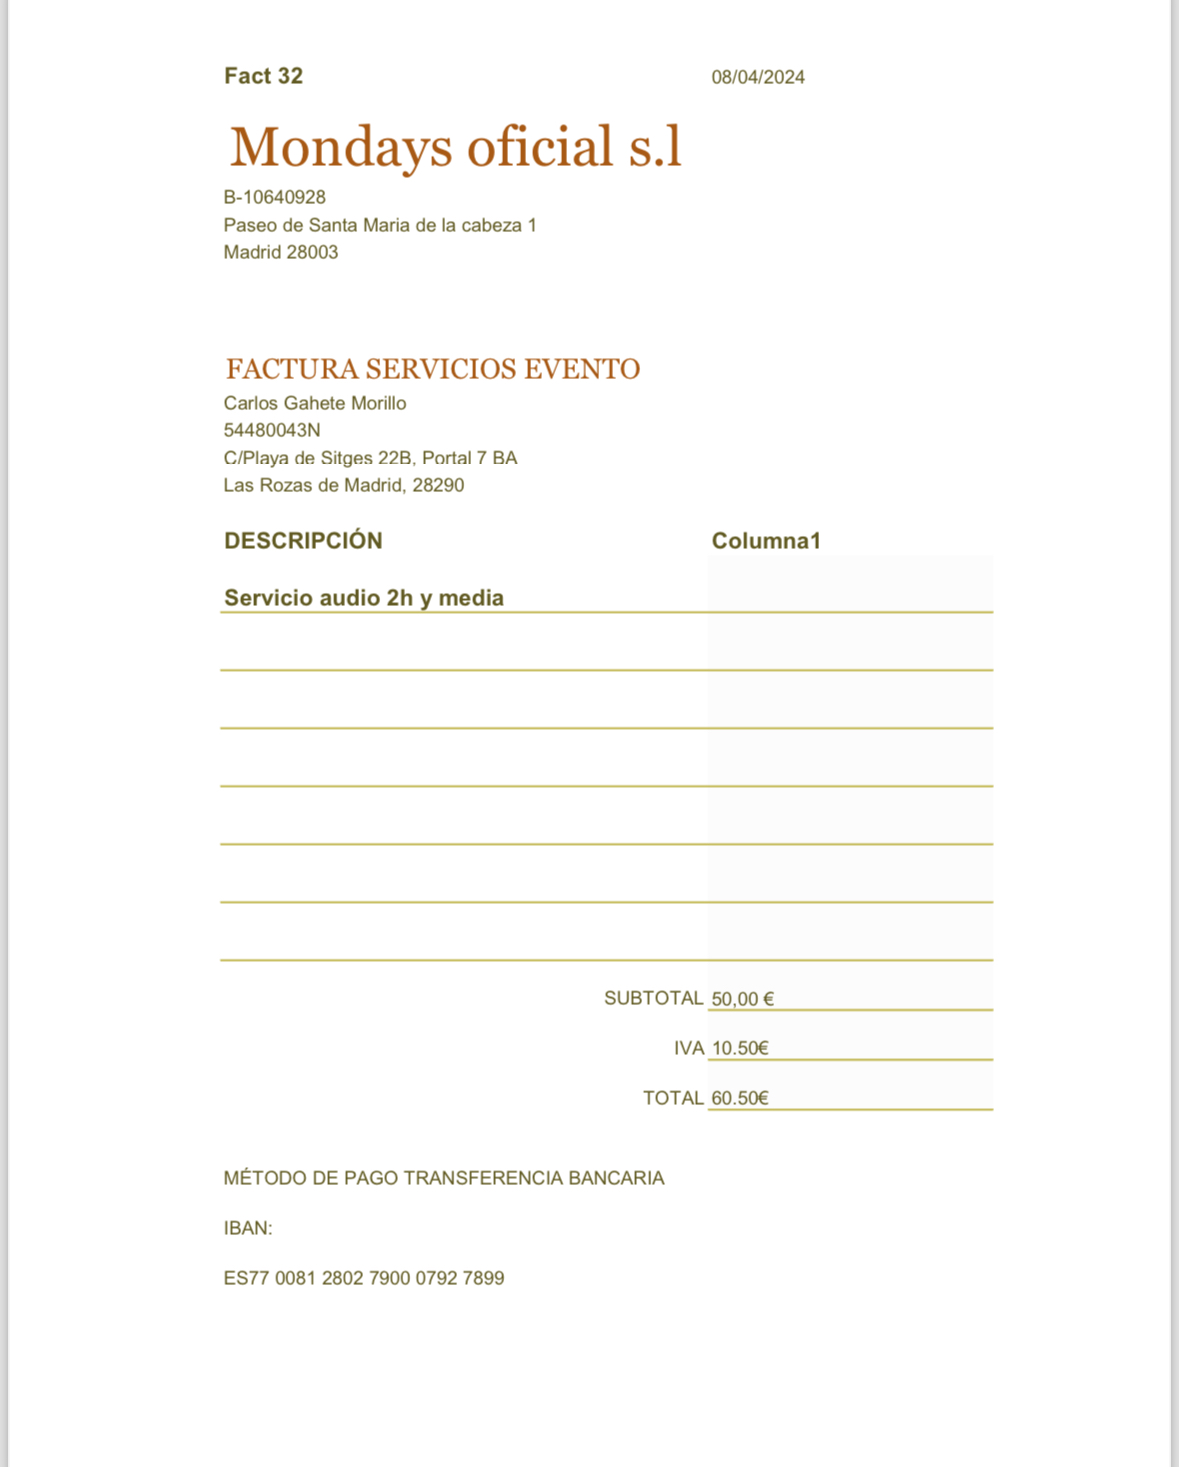 Fact 32 08/04/2024
Mondays oficial s.l
B-10640928
Paseo de Santa Maria de la cabeza 1
Madrid 28003
FACTURA SERVICIOS EVENTO
Carlos Gahete Morillo
54480043N
C/Playa de Sitges 22B, Portal 7 BA
Las Rozas de Madrid, 28290
DESCRIPCIÓN Columna1
Servicio audio 2h y media
SUBTOTAL 50,00 €
IVA 10.50€
TOTAL 60.50€
MÉTODO DE PAGO TRANSFERENCIA BANCARIA
IBAN:
ES77 0081 2802 7900 0792 7899